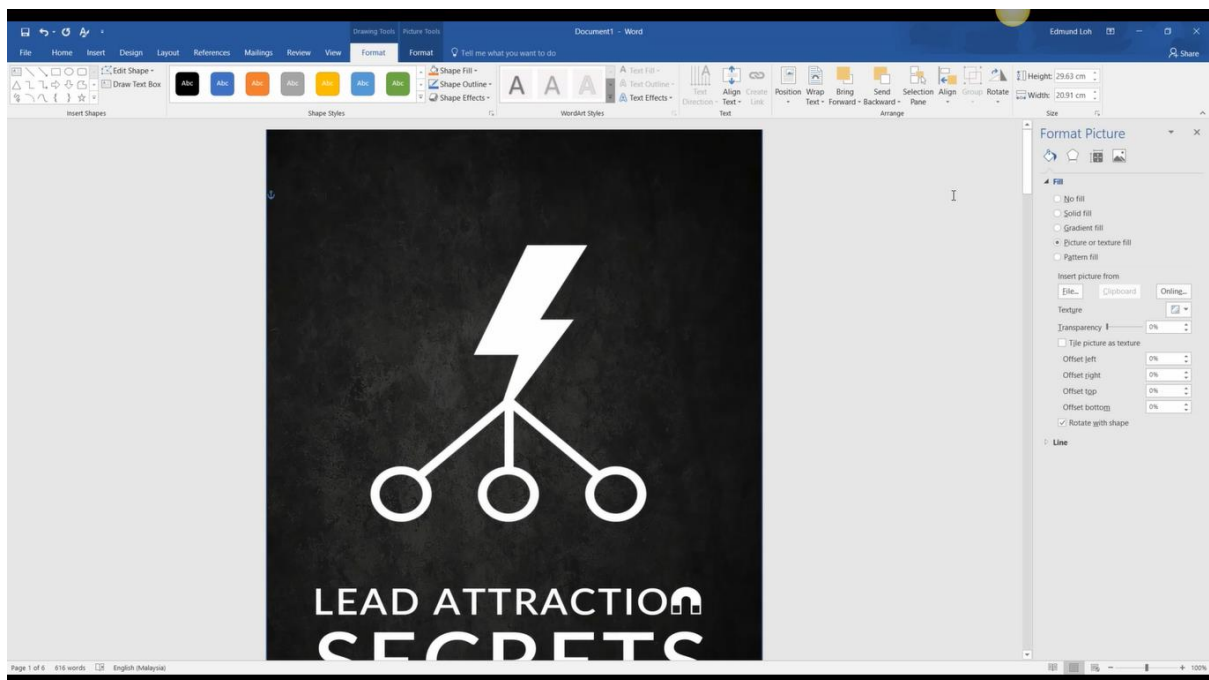 Drawing Tools Picture Tools Document1 - Word Edmund Loh
File Home Insert Design Layout References Mailings Review View Format Format Tell me what you want to do Share
Edit Shape
Draw Text Box
Insert Shapes
Abc Abc Abc Abc Abc Abc Abc
Shape Styles
Shape Fill
Shape Outline
Shape Effects
A A A
WordArt Styles
Text Fill
Text Outline
Text Effects
Text Direction
Align Text
Create Link
Text
Position
Wrap Text
Bring Forward
Send Backward
Selection Pane
Align
Group
Rotate
Arrange
Height: 29.63 cm
Width: 20.91 cm
Size
LEAD ATTRACTION
SECRETS
Format Picture
Fill
No fill
Solid fill
Gradient fill
Picture or texture fill
Pattern fill
Insert picture from
File... Clipboard Online...
Texture
Transparency 0%
Tile picture as texture
Offset left 0%
Offset right 0%
Offset top 0%
Offset bottom 0%
Rotate with shape
Line
Page 1 of 6 616 words English (Malaysia) 100%